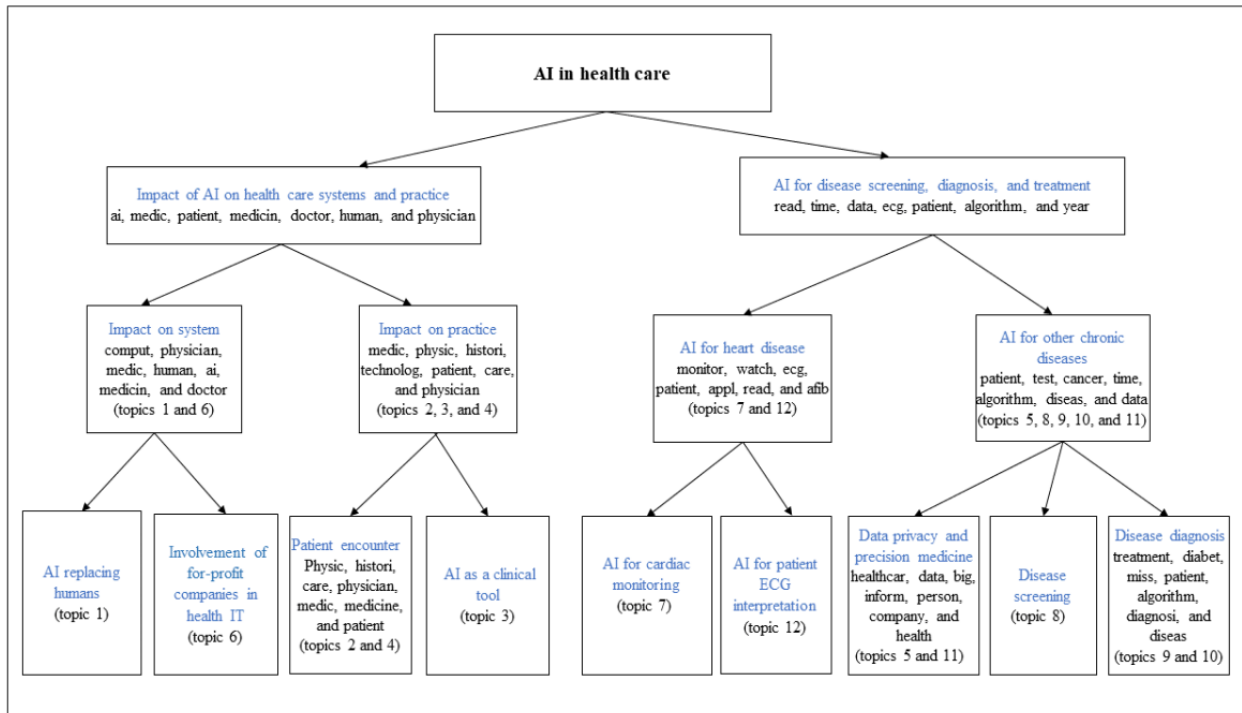 AI in health care
Impact of AI on health care systems and practice
ai, medic, patient, medicin, doctor, human, and physician
AI for disease screening, diagnosis, and treatment
read, time, data, ecg, patient, algorithm, and year
Impact on system
comput, physician,
medic, human, ai,
medicin, and doctor
(topics 1 and 6)
Impact on practice
medic, physic, histori,
technolog, patient, care,
and physician
(topics 2, 3, and 4)
AI for heart disease
monitor, watch, ecg,
patient, appl, read, and afib
(topics 7 and 12)
AI for other chronic
diseases
patient, test, cancer, time,
algorithm, diseas, and data
(topics 5, 8, 9, 10, and 11)
AI replacing
humans
(topic 1)
Involvement of
for-profit
companies in
health IT
(topic 6)
Patient encounter
Physic, histori,
care, physician,
medic, medicine,
and patient
(topics 2 and 4)
AI as a clinical
tool
(topic 3)
AI for cardiac
monitoring
(topic 7)
AI for patient
ECG
interpretation
(topic 12)
Data privacy and
precision medicine
healthcar, data, big,
inform, person,
company, and
health
(topics 5 and 11)
Disease
screening
(topic 8)
Disease diagnosis
treatment, diabet,
miss, patient,
algorithm,
diagnosi, and
diseas
(topics 9 and 10)